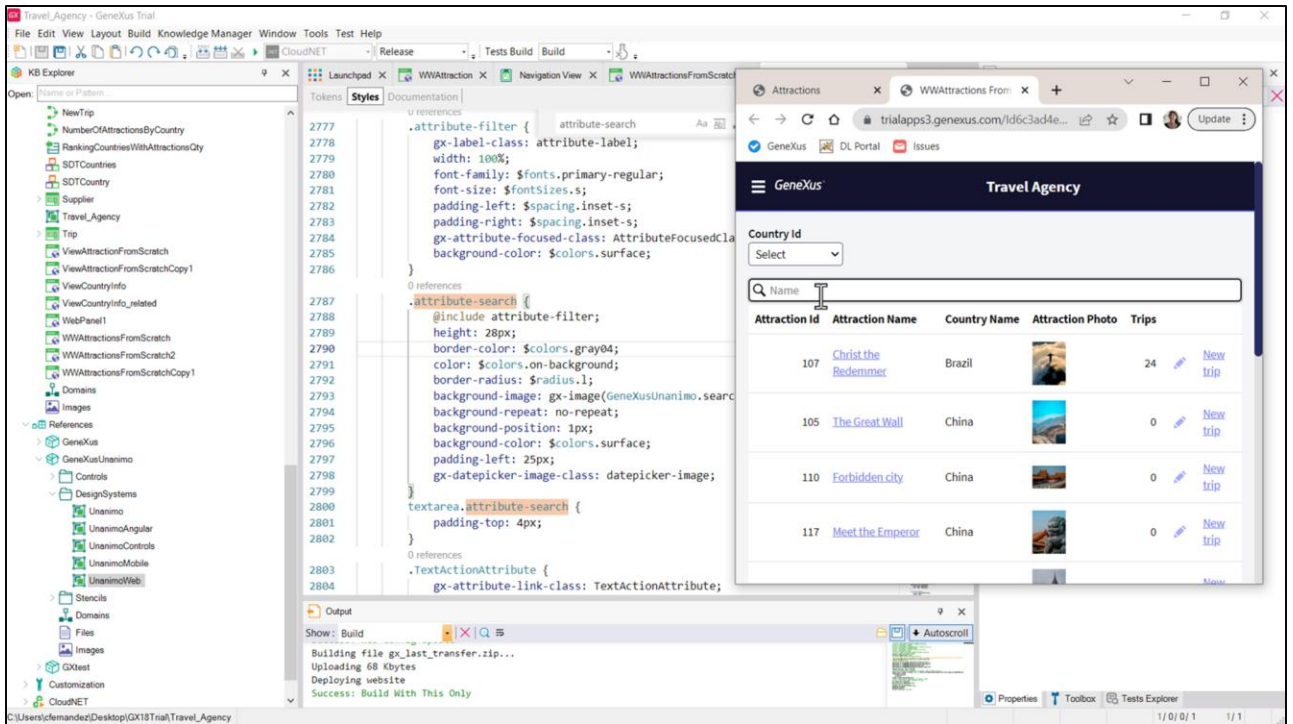 Travel_Agency - GeneXus Trial
File Edit View Layout Build Knowledge Manager Window Tools Test Help
CloudNET Release Tests Build Build
KB Explorer
Open: Name or Pattern...
NewTrip
NumberOfAttractionsByCountry
RankingCountriesWithAttractionsQty
SDTCountries
SDTCountry
Supplier
Travel_Agency
Trip
ViewAttractionFromScratch
ViewAttractionFromScratchCopy1
ViewCountryInfo
ViewCountryInfo_related
WebPanel1
WWAttractionsFromScratch
WWAttractionsFromScratch2
WWAttractionsFromScratchCopy1
Domains
Images
References
GeneXus
GeneXusUnanimo
Controls
DesignSystems
Unanimo
UnanimoAngular
UnanimoControls
UnanimoMobile
UnanimoWeb
Stencils
Domains
Files
Images
GXtest
Customization
CloudNET
Launchpad WWAttraction Navigation View WWAttractionsFromScratch
Tokens Styles Documentation
0 references
attribute-search Aa
2777 .attribute-filter {
2778 gx-label-class: attribute-label;
2779 width: 100%;
2780 font-family: $fonts.primary-regular;
2781 font-size: $fontSizes.s;
2782 padding-left: $spacing.inset-s;
2783 padding-right: $spacing.inset-s;
2784 gx-attribute-focused-class: AttributeFocusedCla
2785 background-color: $colors.surface;
2786 }
0 references
2787 .attribute-search {
2788 @include attribute-filter;
2789 height: 28px;
2790 border-color: $colors.gray04;
2791 color: $colors.on-background;
2792 border-radius: $radius.l;
2793 background-image: gx-image(GeneXusUnanimo.searc
2794 background-repeat: no-repeat;
2795 background-position: 1px;
2796 background-color: $colors.surface;
2797 padding-left: 25px;
2798 gx-datepicker-image-class: datepicker-image;
2799 }
2800 textarea.attribute-search {
2801 padding-top: 4px;
2802 }
0 references
2803 .TextActionAttribute {
2804 gx-attribute-link-class: TextActionAttribute;
Output
Show: Build Autoscroll
Building file gx_last_transfer.zip...
Uploading 68 Kbytes
Deploying website
Success: Build With This Only
Attractions WWAttractions From
trialapps3.genexus.com/Id6c3ad4e... Update
GeneXus DL Portal Issues
GeneXus Travel Agency
Country Id
Select
Name
Attraction Id Attraction Name Country Name Attraction Photo Trips
107 Christ the Redemmer Brazil 24 New trip
105 The Great Wall China 0 New trip
110 Forbidden city China 0 New trip
117 Meet the Emperor China 0 New trip
New
Properties Toolbox Tests Explorer
C:\Users\cfernandez\Desktop\GX18Trial\Travel_Agency 1/0/0/1 1/1